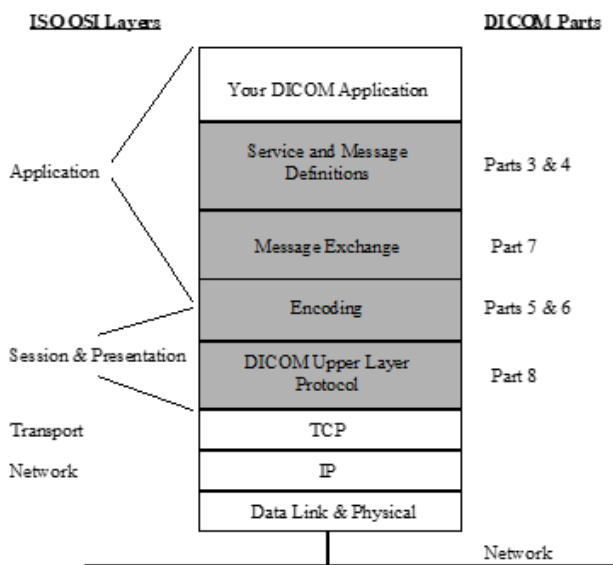 ISO OSI Layers
DICOM Parts
Your DICOM Application
Service and Message
Definitions
Parts 3 & 4
Application
Message Exchange
Part 7
Encoding
Parts 5 & 6
Session & Presentation
DICOM Upper Layer
Protocol
Part 8
Transport
TCP
Network
IP
Data Link & Physical
Network